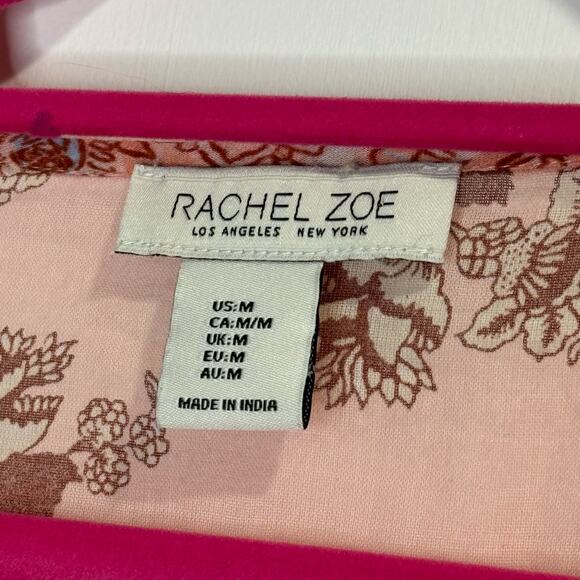 RACHEL ZOE
LOS ANGELES NEW YORK
US:M
CA:M/M
UK:M
EU:M
AU:M
MADE IN INDIA